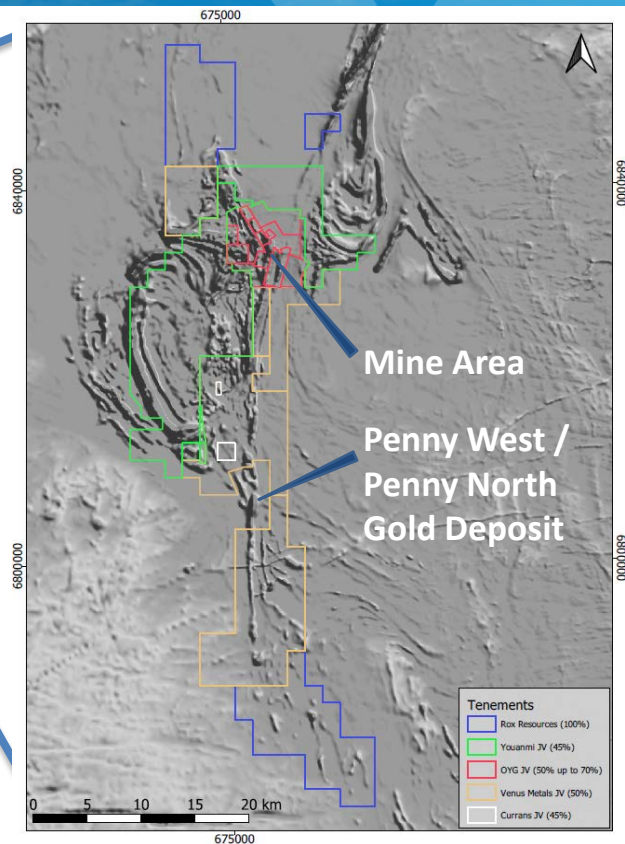 675000
6840000
6840000
Mine Area
Penny West /
Penny North
Gold Deposit
6800000
6800000
Tenements
Rox Resources (100%)
Youanmi JV (45%)
OYG JV (50% up to 70%)
Venus Metals JV (50%)
Currans JV (45%)
0 5 10 15 20 km
675000